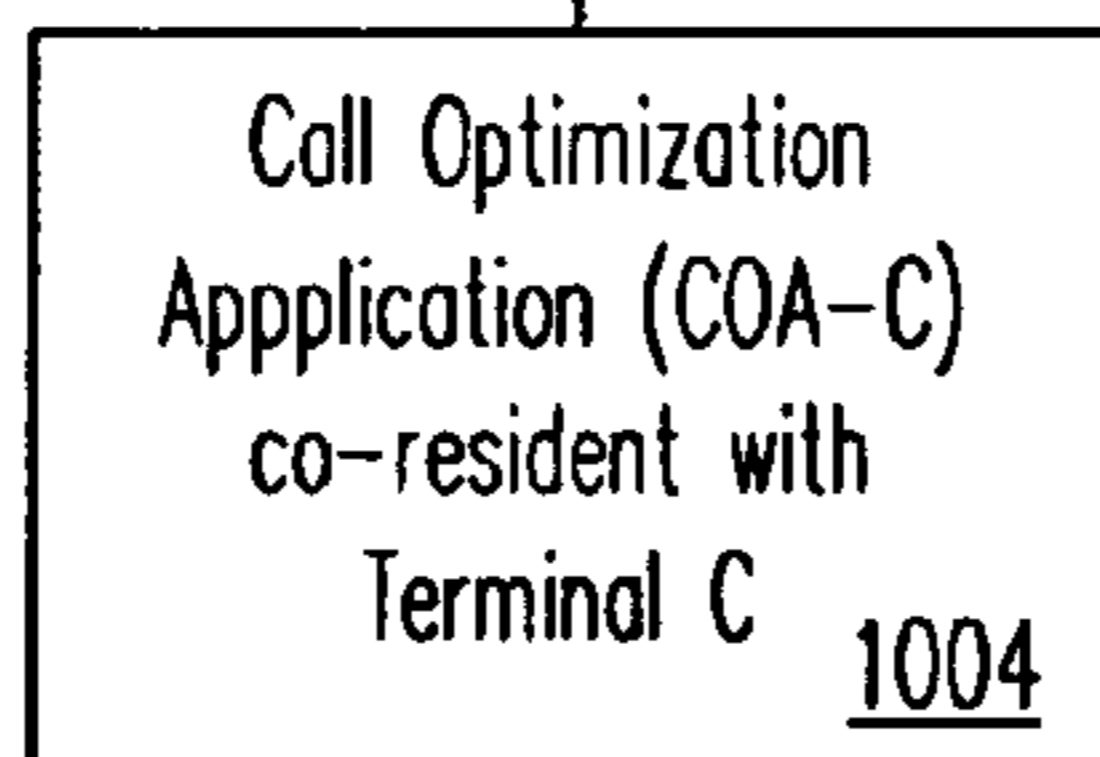 Call Optimization
Appplication (COA-C)
co-resident with
Terminal C
1004